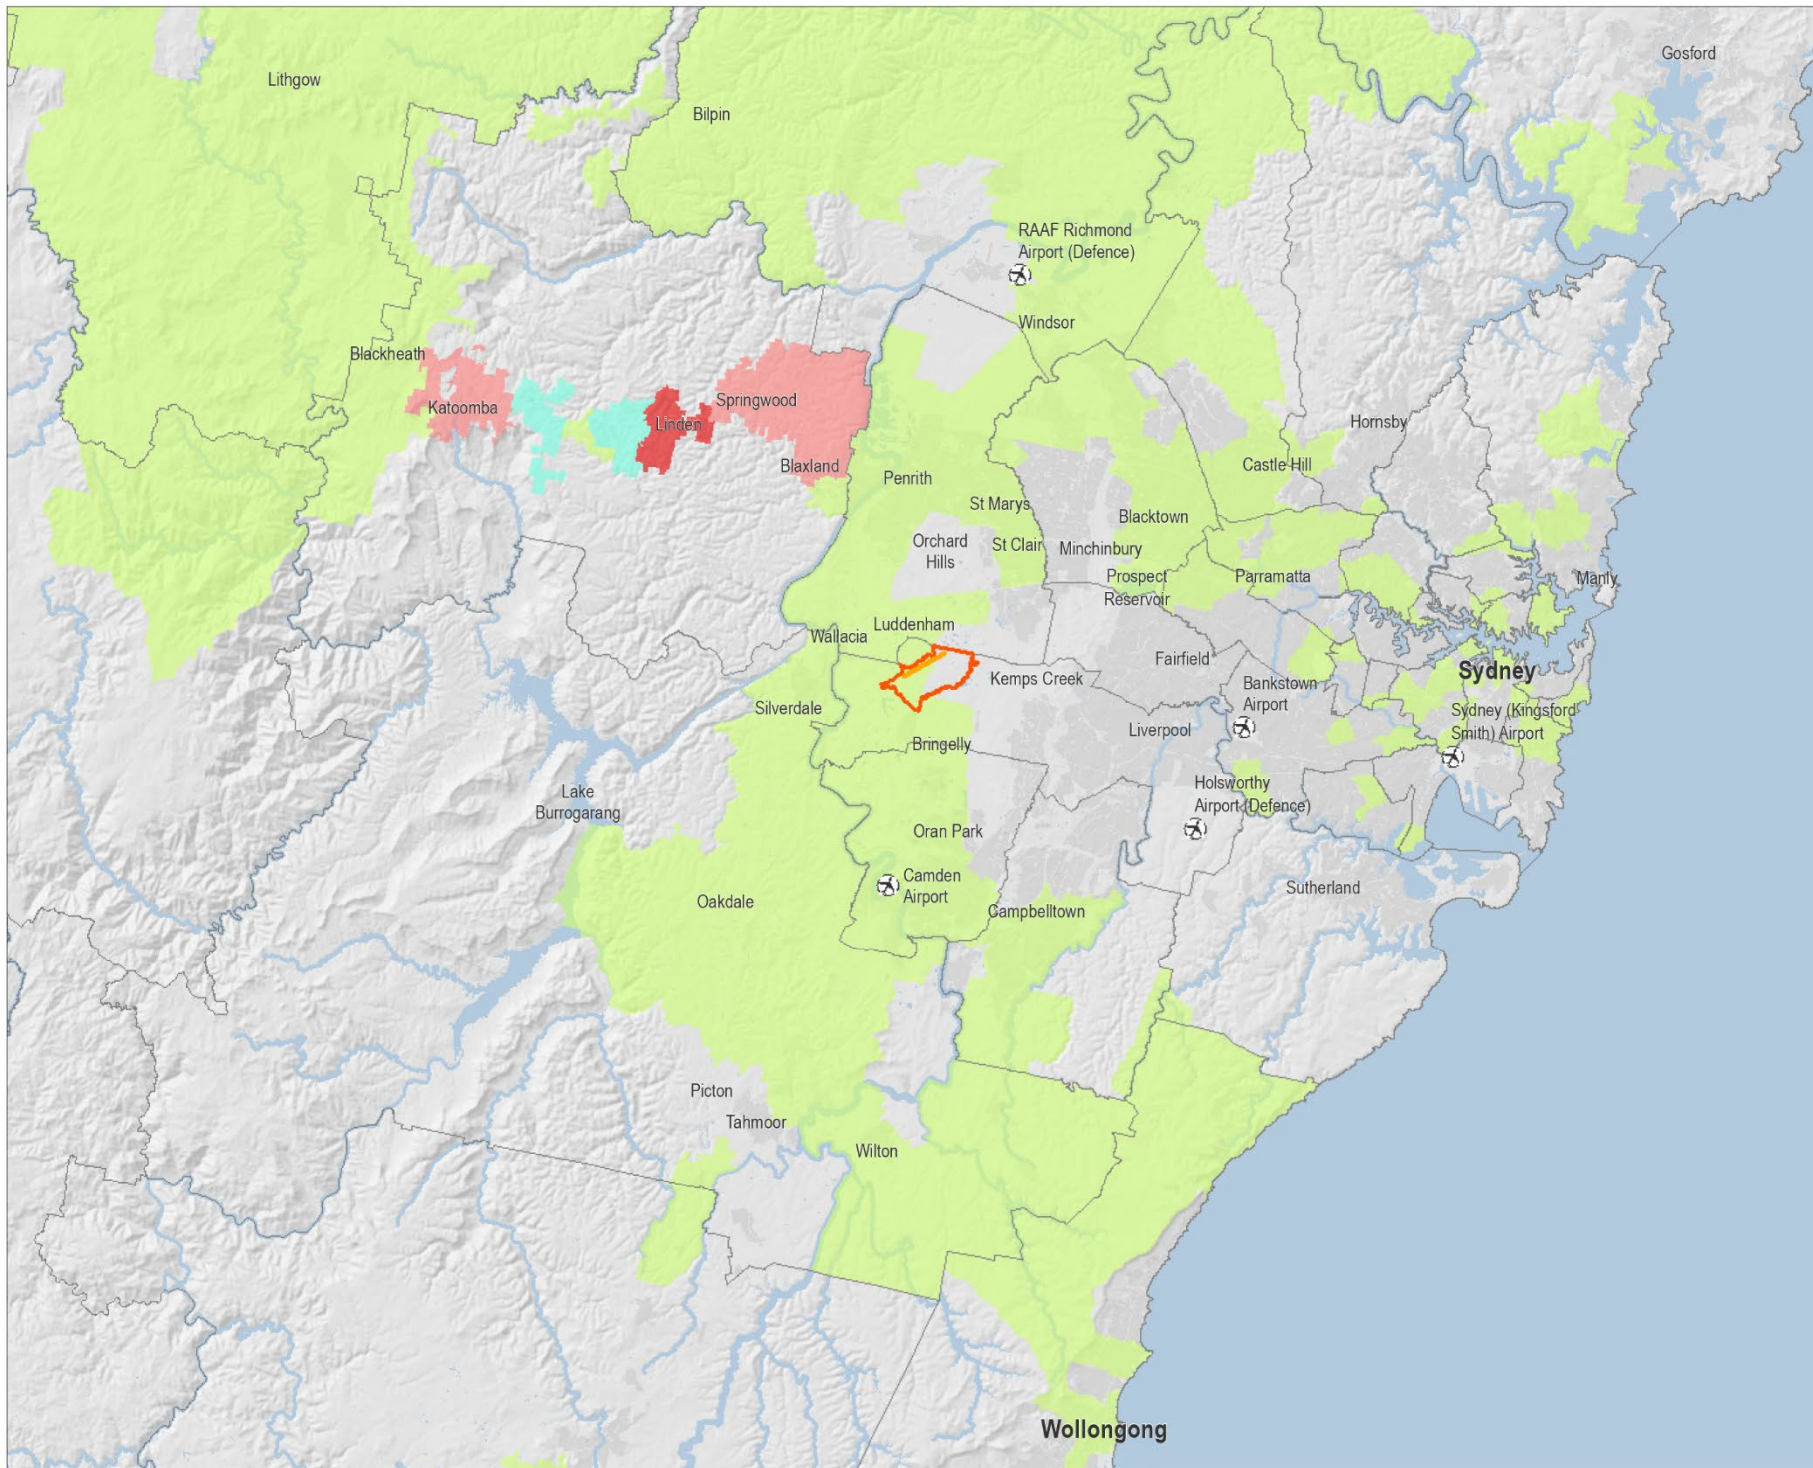 Gosford
Lithgow
Bilpin
RAAF Richmond
Airport (Defence)
Windsor
Blackheath
Katoomba
Springwood
Linden
Blaxland
Hornsby
Castle Hill
Penrith
St Marys
Blacktown
Orchard
Hills
St Clair
Minchinbury
Prospect
Reservoir
Parramatta
Manly
Luddenham
Wallacia
Fairfield
Kemps Creek
Sydney
Bankstown
Airport
Silverdale
Sydney (Kingsford
Smith) Airport
Liverpool
Bringelly
Lake
Burrogarang
Holsworthy
Airport (Defence)
Oran Park
Camden
Airport
Sutherland
Oakdale
Campbelltown
Picton
Tahmoor
Wilton
Wollongong